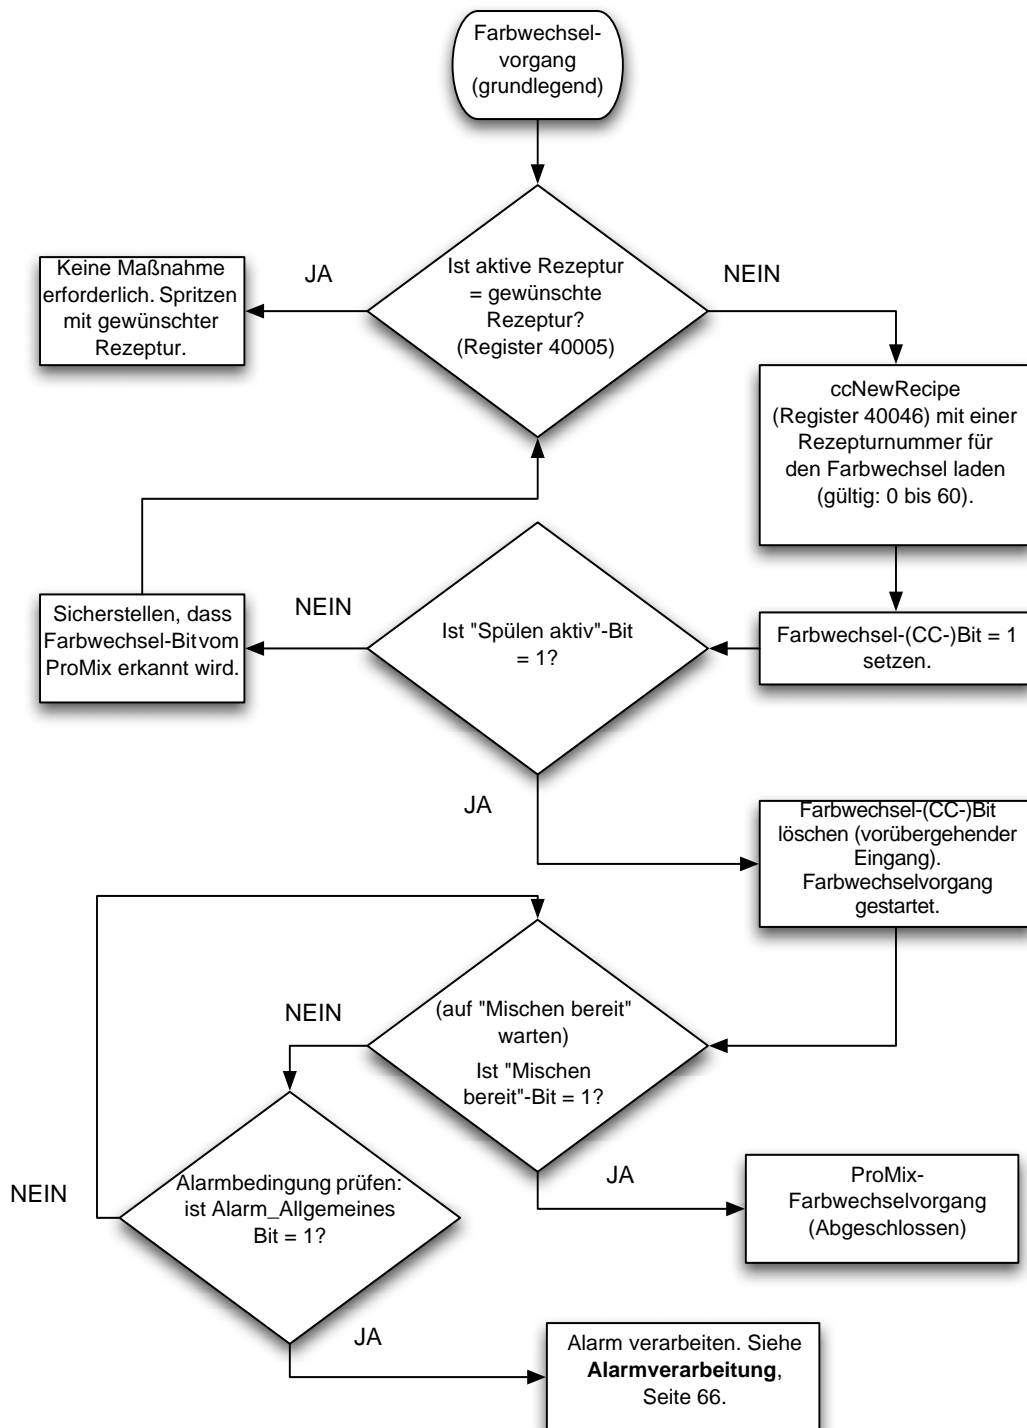 Farbwechsel-
vorgang
(grundlegend)
Ist aktive Rezeptur
= gewünschte
Rezeptur?
(Register 40005)
JA
NEIN
Keine Maßnahme
erforderlich. Spritzen
mit gewünschter
Rezeptur.
ccNewRecipe
(Register 40046) mit einer
Rezepturnummer für
den Farbwechsel laden
(gültig: 0 bis 60).
Farbwechsel-(CC-)Bit = 1
setzen.
Ist "Spülen aktiv"-Bit
= 1?
NEIN
Sicherstellen, dass
Farbwechsel-Bit vom
ProMix erkannt wird.
JA
Farbwechsel-(CC-)Bit
löschen (vorübergehender
Eingang).
Farbwechselvorgang
gestartet.
(auf "Mischen bereit"
warten)
Ist "Mischen
bereit"-Bit = 1?
NEIN
JA
ProMix-
Farbwechselvorgang
(Abgeschlossen)
Alarmbedingung prüfen:
ist Alarm_Allgemeines
Bit = 1?
NEIN
JA
Alarm verarbeiten. Siehe
Alarmverarbeitung,
Seite 66.